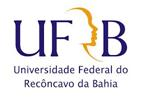 UFRB
Universidade Federal do
Recôncavo da Bahia